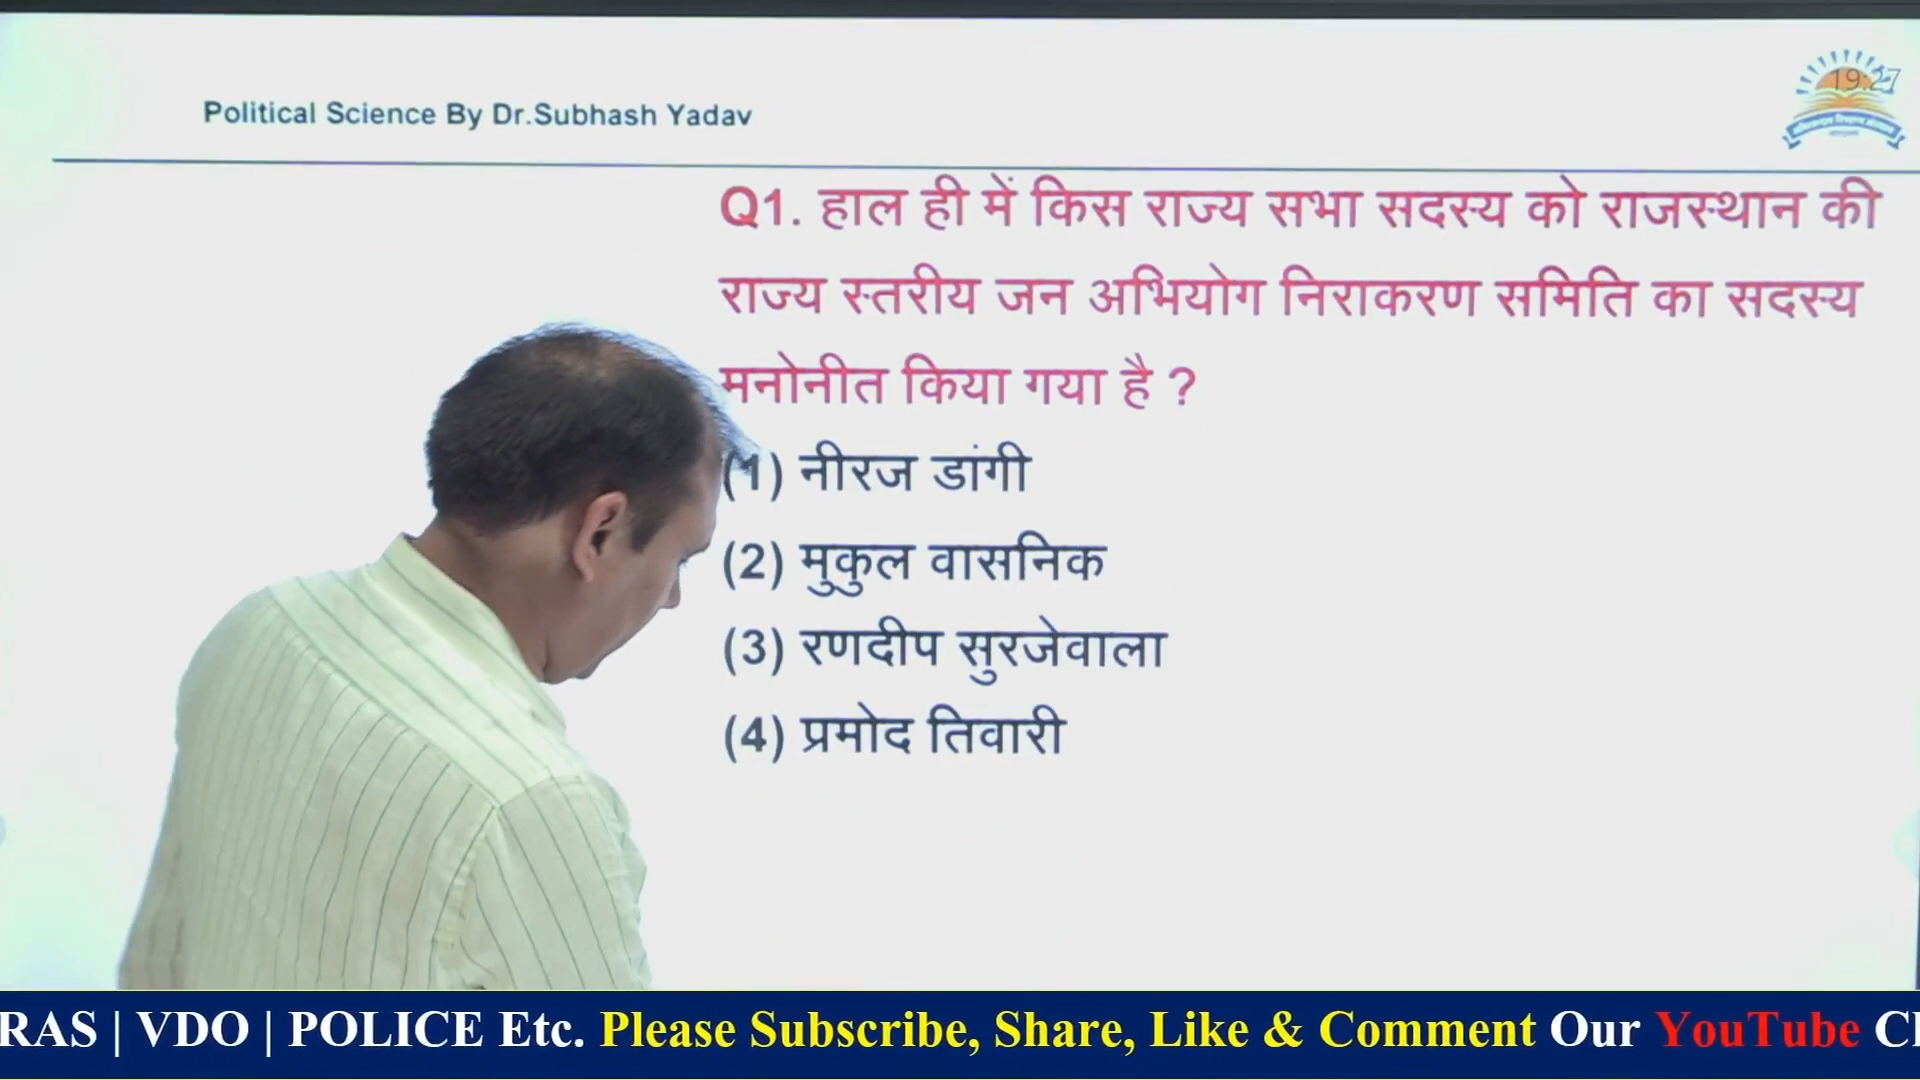 19:27
Political Science By Dr.Subhash Yadav
Q1. हाल ही में किस राज्य सभा सदस्य को राजस्थान की
राज्य स्तरीय जन अभियोग निराकरण समिति का सदस्य
मनोनीत किया गया है ?
(1) नीरज डांगी
(2) मुकुल वासनिक
(3) रणदीप सुरजेवाला
(4) प्रमोद तिवारी
RAS | VDO | POLICE Etc. Please Subscribe, Share, Like & Comment Our YouTube